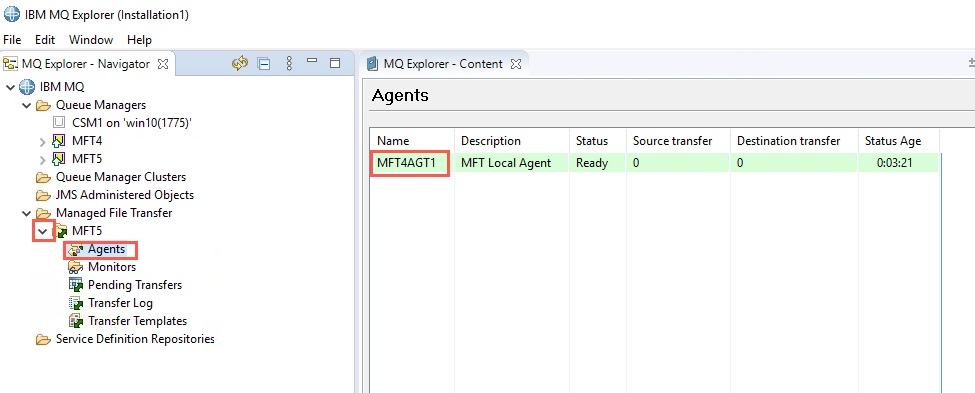 IBM MQ Explorer (Installation1)
File Edit Window Help
MQ Explorer - Navigator
IBM MQ
Queue Managers
CSM1 on 'win10(1775)'
MFT4
MFT5
Queue Manager Clusters
JMS Administered Objects
Managed File Transfer
MFT5
Agents
Monitors
Pending Transfers
Transfer Log
Transfer Templates
Service Definition Repositories
MQ Explorer - Content
Agents
Name Description Status Source transfer Destination transfer Status Age
MFT4AGT1 MFT Local Agent Ready 0 0 0:03:21